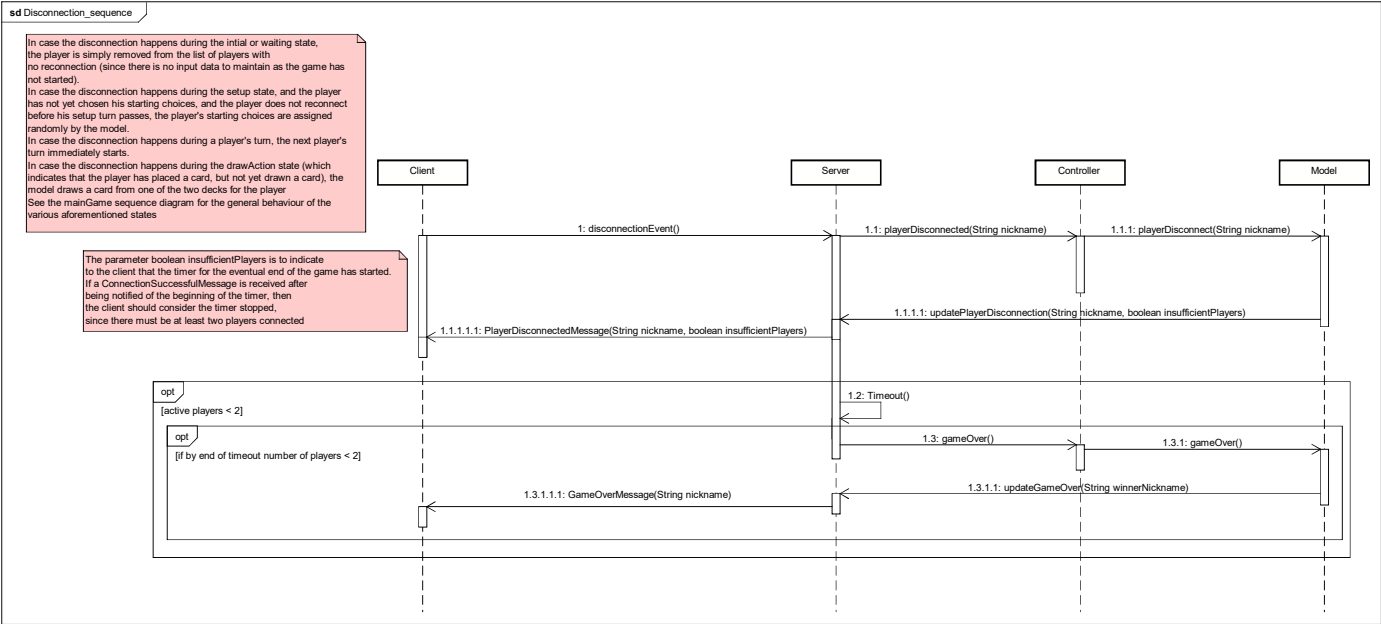 sd Disconnection_sequence
In case the disconnection happens during the intial or waiting state,
the player is simply removed from the list of players with
no reconnection (since there is no input data to maintain as the game has
not started).
In case the disconnection happens during the setup state, and the player
has not yet chosen his starting choices, and the player does not reconnect
before his setup turn passes, the player's starting choices are assigned
randomly by the model.
In case the disconnection happens during a player's turn, the next player's
turn immediately starts.
In case the disconnection happens during the drawAction state (which
indicates that the player has placed a card, but not yet drawn a card), the
model draws a card from one of the two decks for the player
See the mainGame sequence diagram for the general behaviour of the
various aforementioned states
Client
Server
Controller
Model
1: disconnectionEvent()
1.1: playerDisconnected(String nickname)
1.1.1: playerDisconnect(String nickname)
The parameter boolean insufficientPlayers is to indicate
to the client that the timer for the eventual end of the game has started.
If a ConnectionSuccessfulMessage is received after
being notified of the beginning of the timer, then
the client should consider the timer stopped,
since there must be at least two players connected
1.1.1.1: updatePlayerDisconnection(String nickname, boolean insufficientPlayers)
1.1.1.1.1: PlayerDisconnectedMessage(String nickname, boolean insufficientPlayers)
opt
[active players < 2]
1.2: Timeout()
opt
[if by end of timeout number of players < 2]
1.3: gameOver()
1.3.1: gameOver()
1.3.1.1: updateGameOver(String winnerNickname)
1.3.1.1.1: GameOverMessage(String nickname)